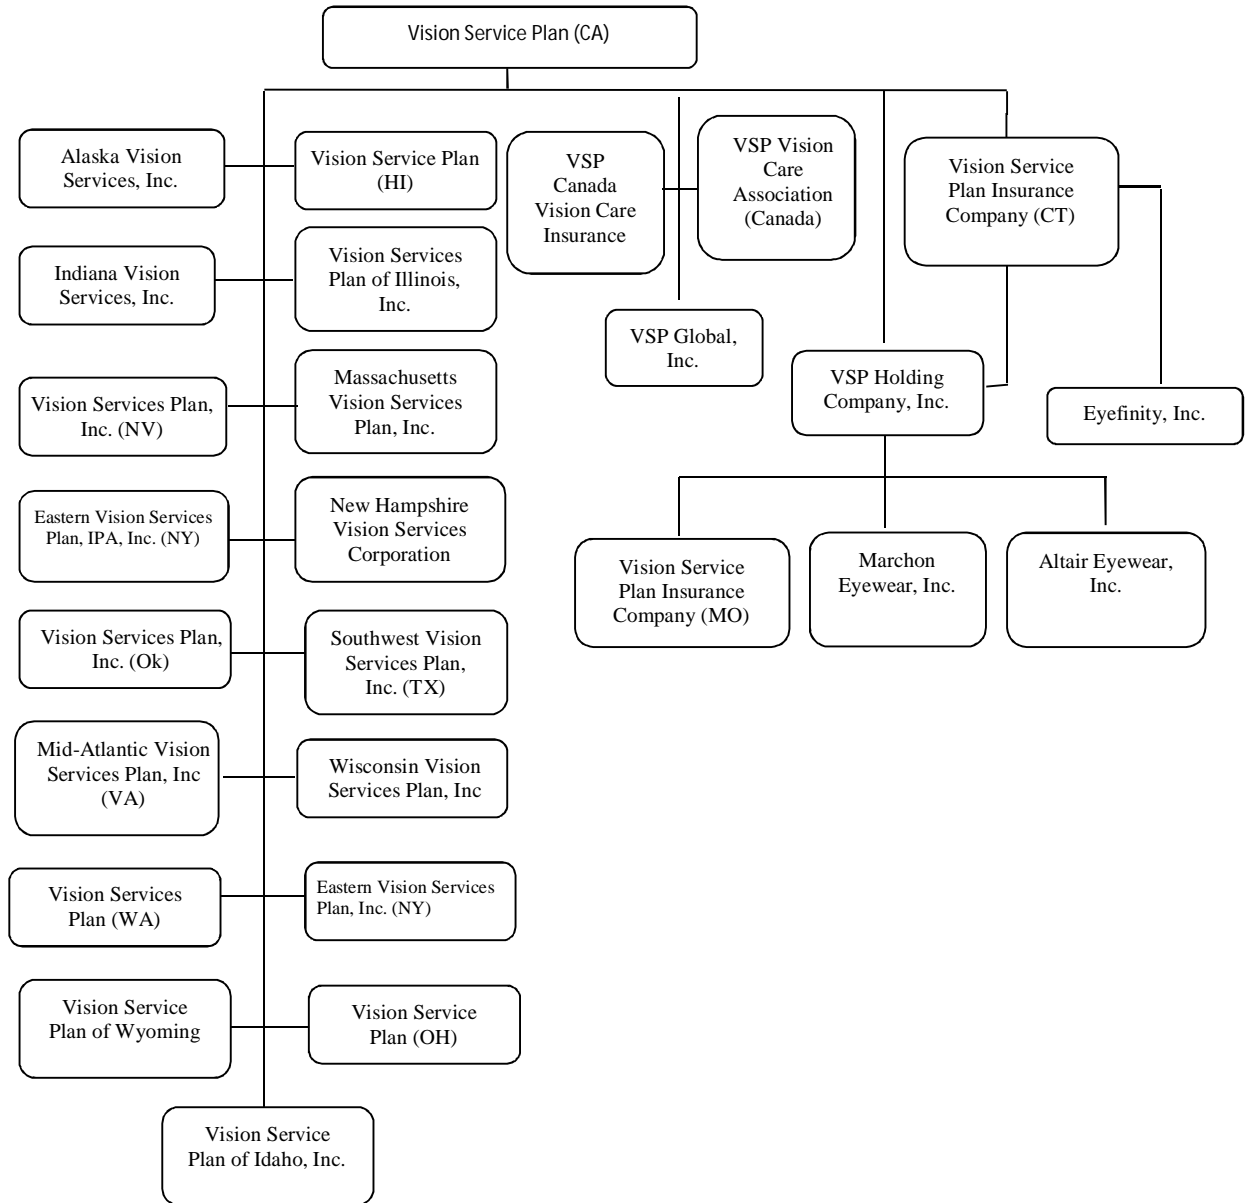 Vision Service Plan (CA)
Alaska Vision
Services, Inc.
Vision Service Plan
(HI)
VSP
Canada
Vision Care
Insurance
VSP Vision
Care
Association
(Canada)
Vision Service
Plan Insurance
Company (CT)
Indiana Vision
Services, Inc.
Vision Services
Plan of Illinois,
Inc.
VSP Global,
Inc.
VSP Holding
Company, Inc.
Eyefinity, Inc.
Vision Services Plan,
Inc. (NV)
Massachusetts
Vision Services
Plan, Inc.
Eastern Vision Services
Plan, IPA, Inc. (NY)
New Hampshire
Vision Services
Corporation
Vision Service
Plan Insurance
Company (MO)
Marchon
Eyewear, Inc.
Altair Eyewear,
Inc.
Vision Services Plan,
Inc. (Ok)
Southwest Vision
Services Plan,
Inc. (TX)
Mid-Atlantic Vision
Services Plan, Inc
(VA)
Wisconsin Vision
Services Plan, Inc
Vision Services
Plan (WA)
Eastern Vision Services
Plan, Inc. (NY)
Vision Service
Plan of Wyoming
Vision Service
Plan (OH)
Vision Service
Plan of Idaho, Inc.